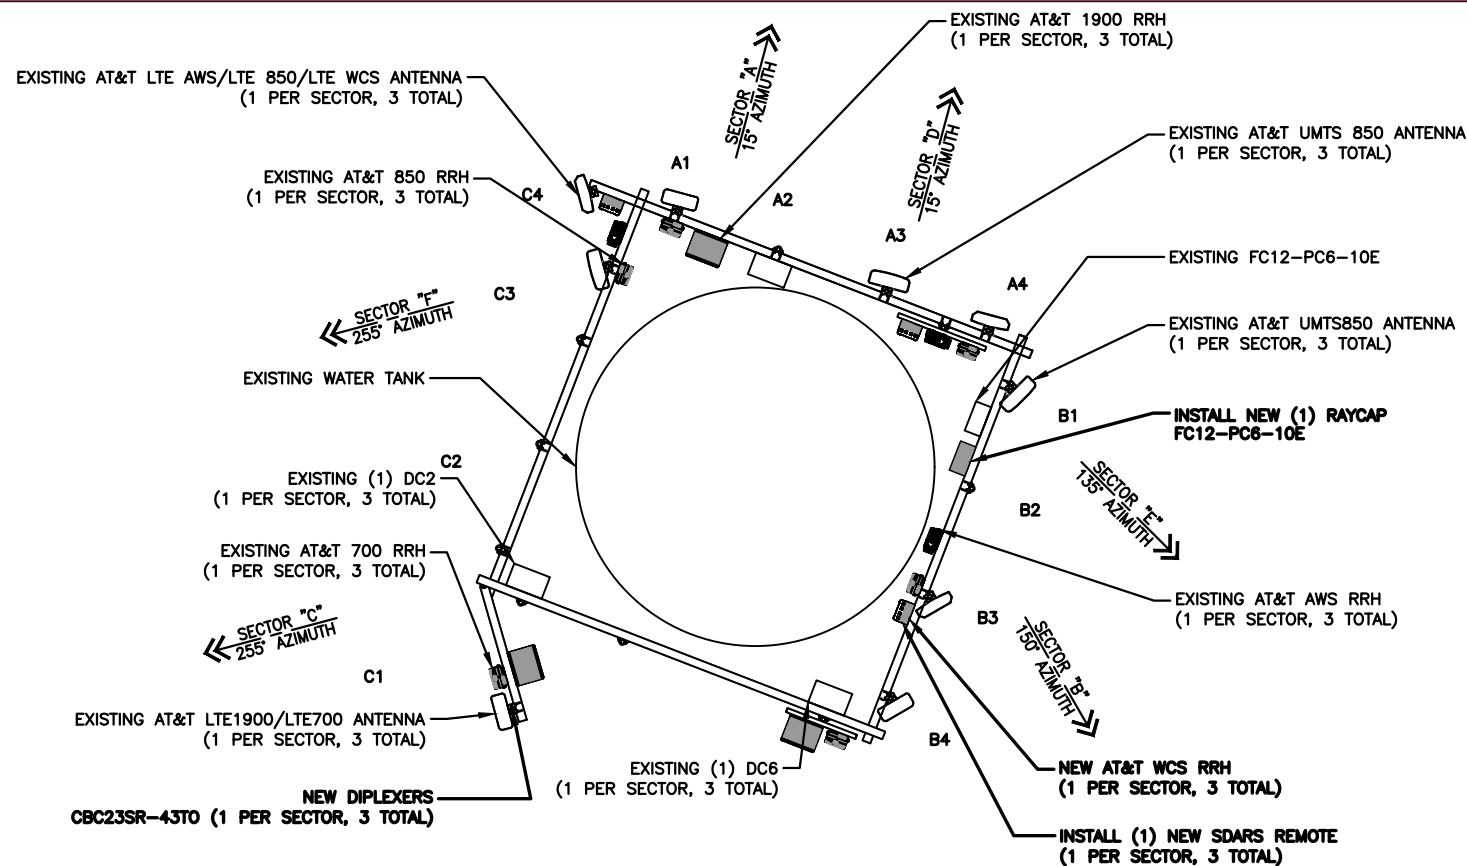 EXISTING AT&T 1900 RRH
(1 PER SECTOR, 3 TOTAL)
EXISTING AT&T LTE AWS/LTE 850/LTE WCS ANTENNA
(1 PER SECTOR, 3 TOTAL)
SECTOR "A"
15° AZIMUTH
SECTOR "D"
15° AZIMUTH
EXISTING AT&T UMTS 850 ANTENNA
(1 PER SECTOR, 3 TOTAL)
A1
EXISTING AT&T 850 RRH
(1 PER SECTOR, 3 TOTAL)
C4
A2
A3
EXISTING FC12-PC6-10E
A4
C3
SECTOR "F"
255° AZIMUTH
EXISTING AT&T UMTS850 ANTENNA
(1 PER SECTOR, 3 TOTAL)
EXISTING WATER TANK
B1
INSTALL NEW (1) RAYCAP
FC12-PC6-10E
C2
EXISTING (1) DC2
(1 PER SECTOR, 3 TOTAL)
SECTOR "E"
135° AZIMUTH
B2
EXISTING AT&T 700 RRH
(1 PER SECTOR, 3 TOTAL)
EXISTING AT&T AWS RRH
(1 PER SECTOR, 3 TOTAL)
B3
SECTOR "C"
255° AZIMUTH
SECTOR "B"
150° AZIMUTH
C1
EXISTING AT&T LTE1900/LTE700 ANTENNA
(1 PER SECTOR, 3 TOTAL)
B4
EXISTING (1) DC6
(1 PER SECTOR, 3 TOTAL)
NEW AT&T WCS RRH
(1 PER SECTOR, 3 TOTAL)
NEW DIPLEXERS
CBC23SR-43TO (1 PER SECTOR, 3 TOTAL)
INSTALL (1) NEW SDARS REMOTE
(1 PER SECTOR, 3 TOTAL)